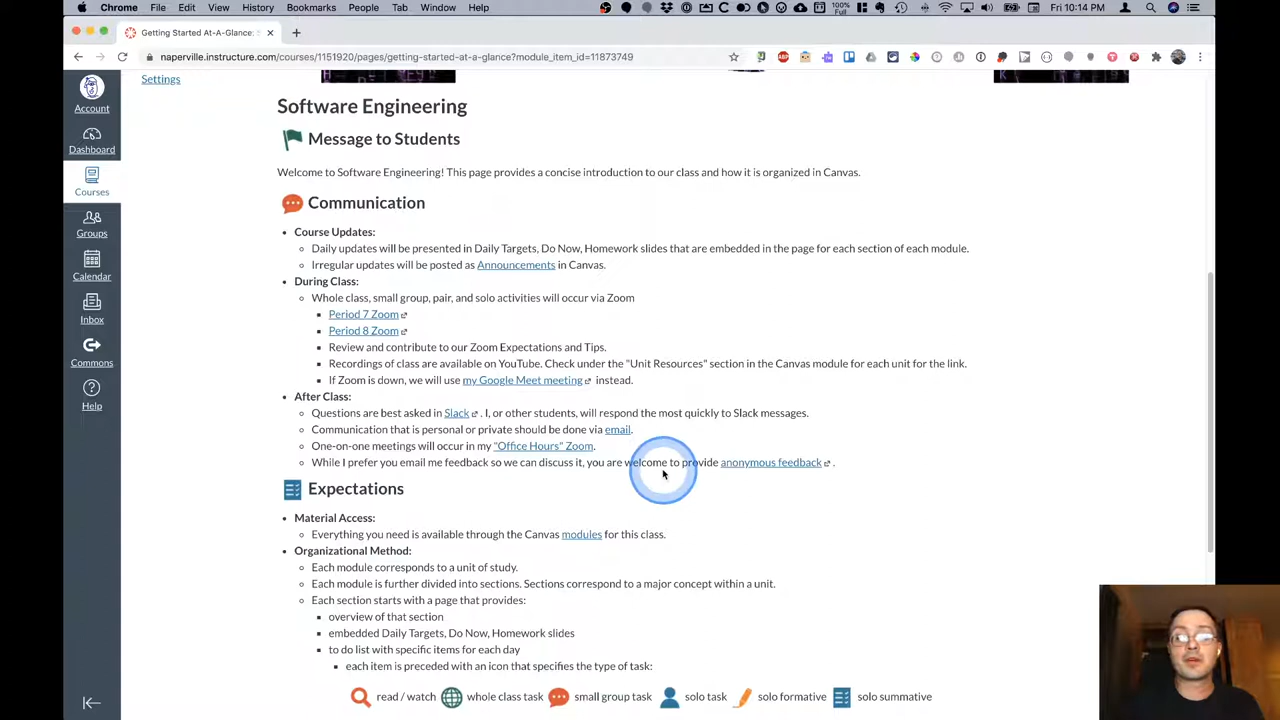 Chrome File Edit View History Bookmarks People Tab Window Help 100% Full Fri 10:14 PM
Getting Started At-A-Glance:
naperville.instructure.com/courses/1151920/pages/getting-started-at-a-glance?module_item_id=11873749
Settings
Account
Dashboard
Courses
Groups
Calendar
Inbox
Commons
Help
Software Engineering
Message to Students
Welcome to Software Engineering! This page provides a concise introduction to our class and how it is organized in Canvas.
Communication
Course Updates:
Daily updates will be presented in Daily Targets, Do Now, Homework slides that are embedded in the page for each section of each module.
Irregular updates will be posted as Announcements in Canvas.
During Class:
Whole class, small group, pair, and solo activities will occur via Zoom
Period 7 Zoom
Period 8 Zoom
Review and contribute to our Zoom Expectations and Tips.
Recordings of class are available on YouTube. Check under the "Unit Resources" section in the Canvas module for each unit for the link.
If Zoom is down, we will use my Google Meet meeting instead.
After Class:
Questions are best asked in Slack . I, or other students, will respond the most quickly to Slack messages.
Communication that is personal or private should be done via email.
One-on-one meetings will occur in my "Office Hours" Zoom.
While I prefer you email me feedback so we can discuss it, you are welcome to provide anonymous feedback .
Expectations
Material Access:
Everything you need is available through the Canvas modules for this class.
Organizational Method:
Each module corresponds to a unit of study.
Each module is further divided into sections. Sections correspond to a major concept within a unit.
Each section starts with a page that provides:
overview of that section
embedded Daily Targets, Do Now, Homework slides
to do list with specific items for each day
each item is preceded with an icon that specifies the type of task:
read / watch whole class task small group task solo task solo formative solo summative